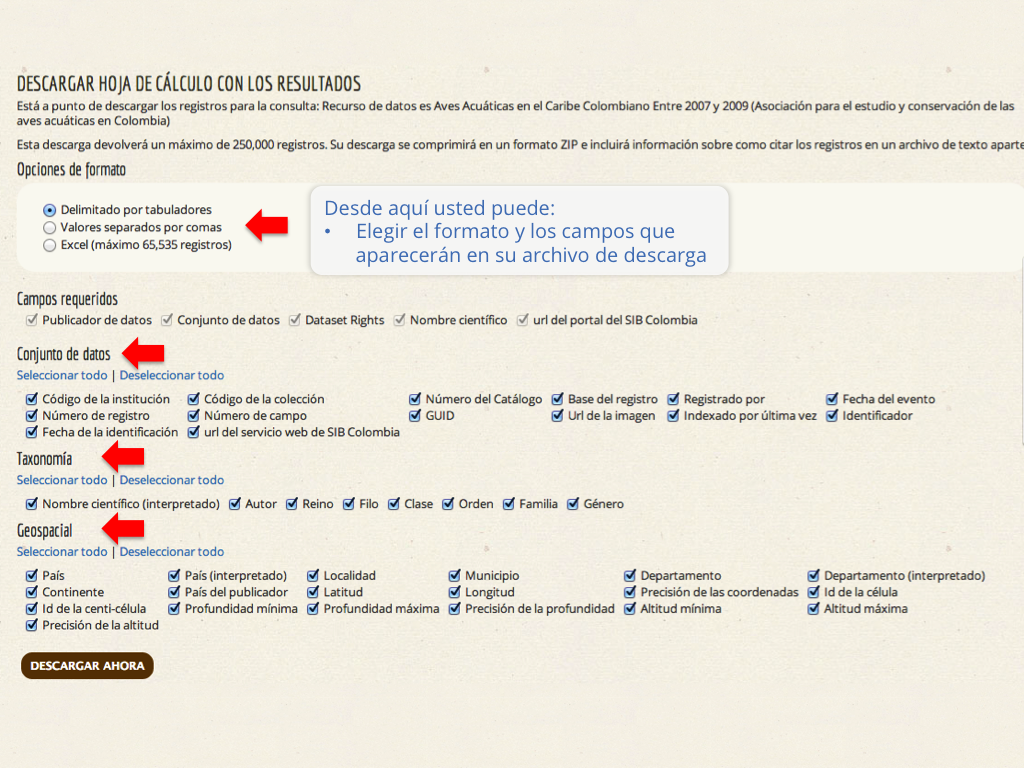 DESCARGAR HOJA DE CÁLCULO CON LOS RESULTADOS
Está a punto de descargar los registros para la consulta: Recurso de datos es Aves Acuáticas en el Caribe Colombiano Entre 2007 y 2009 (Asociación para el estudio y conservación de las
aves acuáticas en Colombia)
Esta descarga devolverá un máximo de 250,000 registros. Su descarga se comprimirá en un formato ZIP e incluirá información sobre como citar los registros en un archivo de texto aparte
Opciones de formato
Delimitado por tabuladores
Valores separados por comas
Excel (máximo 65,535 registros)
Desde aquí usted puede:
• Elegir el formato y los campos que
aparecerán en su archivo de descarga
Campos requeridos
Publicador de datos Conjunto de datos Dataset Rights Nombre científico url del portal del SIB Colombia
Conjunto de datos
Seleccionar todo | Deseleccionar todo
Código de la institución Código de la colección Número del Catálogo Base del registro Registrado por Fecha del evento
Número de registro Número de campo GUID Url de la imagen Indexado por última vez Identificador
Fecha de la identificación url del servicio web de SIB Colombia
Taxonomía
Seleccionar todo | Deseleccionar todo
Nombre científico (interpretado) Autor Reino Filo Clase Orden Familia Género
Geospacial
Seleccionar todo | Deseleccionar todo
País País (interpretado) Localidad Municipio Departamento Departamento (interpretado)
Continente País del publicador Latitud Longitud Precisión de las coordenadas Id de la célula
Id de la centi-célula Profundidad mínima Profundidad máxima Precisión de la profundidad Altitud mínima Altitud máxima
Precisión de la altitud
DESCARGAR AHORA